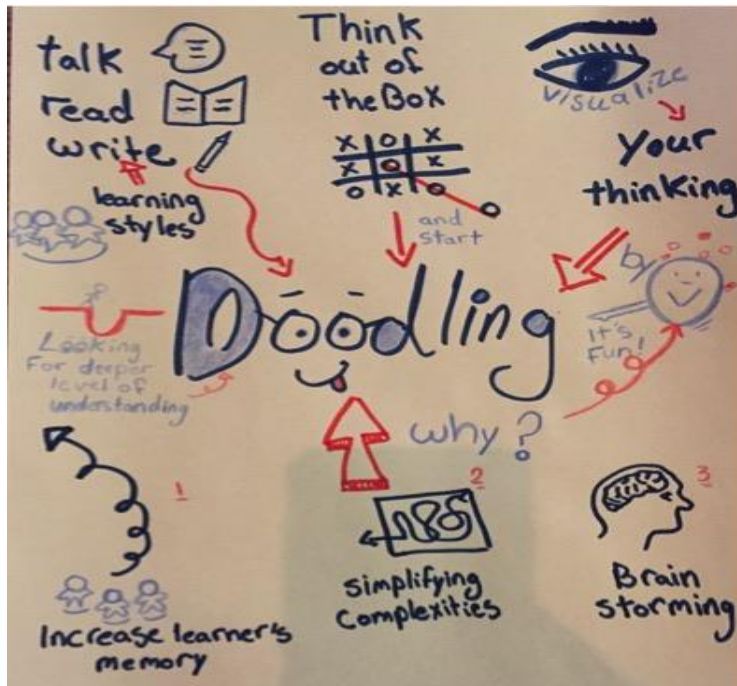 talk
read
write
learning
styles
Think
out of
the Box
X O X
X O X
O X O
O
and
start
visualize
Your
thinking
by
It's
Fun!
Doodling
Looking
For deeper
level of
understanding
why?
1
Increase learner's
memory
2
simplifying
complexities
3
Brain
storming